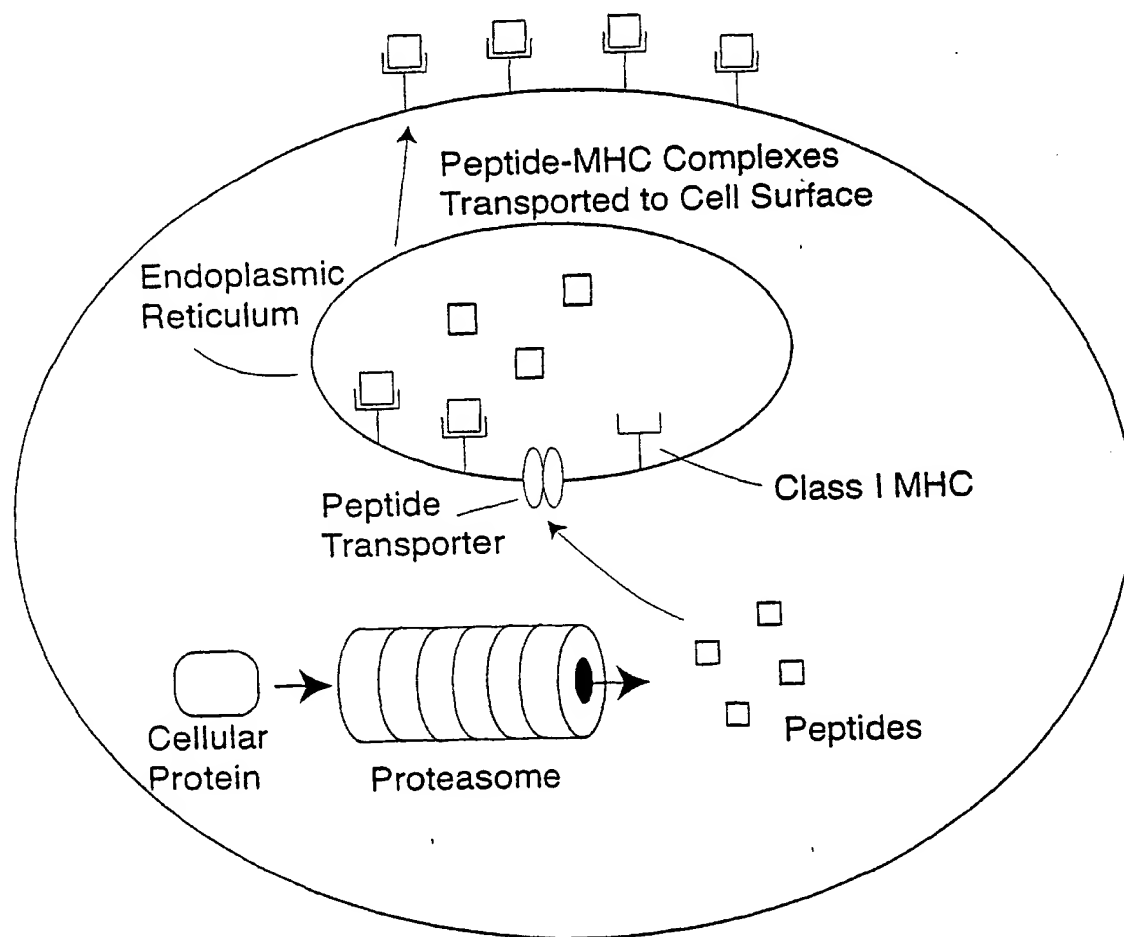 Peptide-MHC Complexes
Transported to Cell Surface
Endoplasmic
Reticulum
Class I MHC
Peptide
Transporter
Peptides
Cellular
Protein
Proteasome